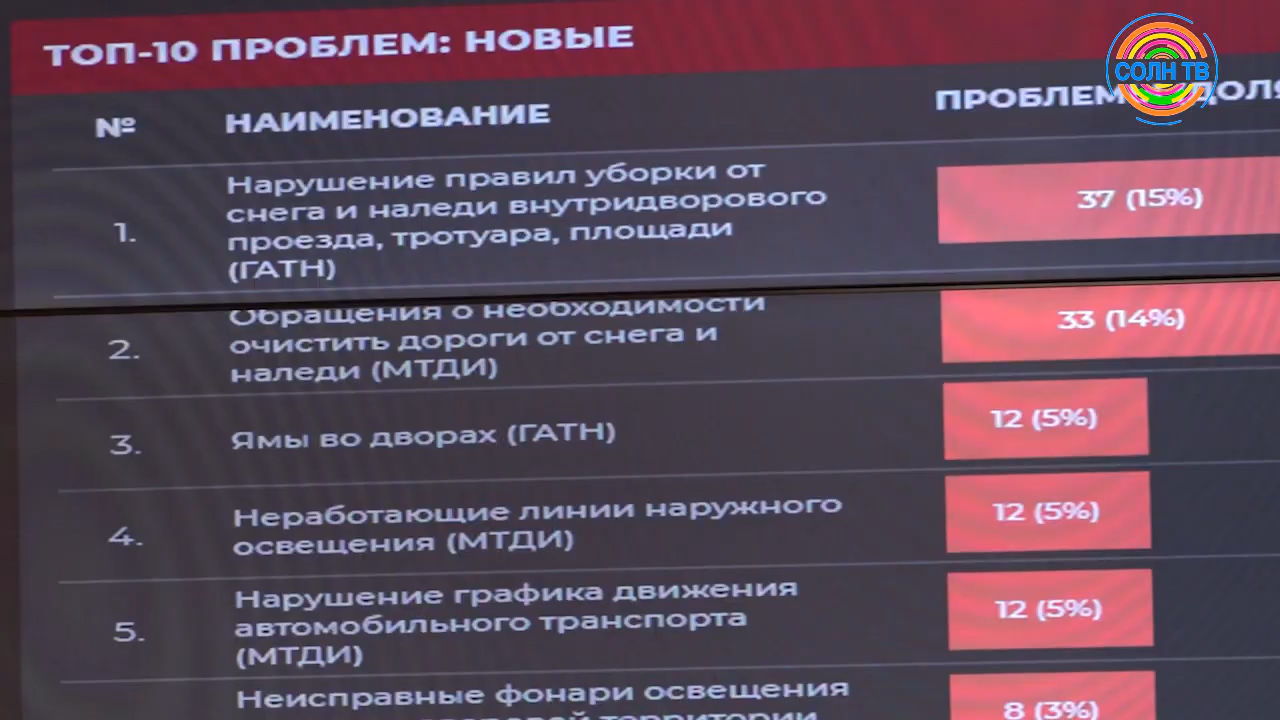 ТОП-10 ПРОБЛЕМ: НОВЫЕ
СОЛН ТВ
№ НАИМЕНОВАНИЕ ПРОБЛЕМ
1. Нарушение правил уборки от
снега и наледи внутридворового
проезда, тротуара, площади
(ГАТН)
37 (15%)
2. Обращения о необходимости
очистить дороги от снега и
наледи (МТДИ)
33 (14%)
3. Ямы во дворах (ГАТН)
12 (5%)
4. Неработающие линии наружного
освещения (МТДИ)
12 (5%)
5. Нарушение графика движения
автомобильного транспорта
(МТДИ)
12 (5%)
Неисправные фонари освещения
территории
8 (3%)